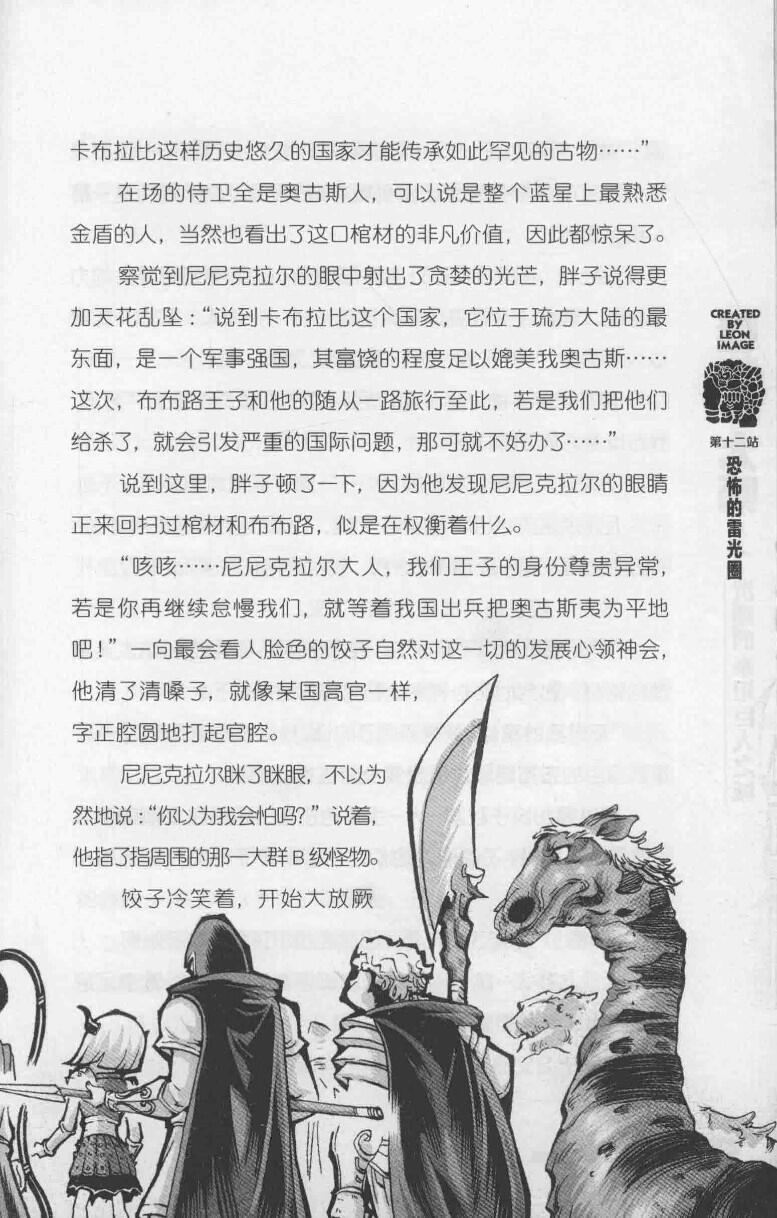 卡布拉比这样历史悠久的国家才能传承如此罕见的古物……”
在场的侍卫全是奥古斯人，可以说是整个蓝星上最熟悉
金盾的人，当然也看出了这口棺材的非凡价值，因此都惊呆了。
察觉到尼尼克拉尔的眼中射出了贪婪的光芒，胖子说得更
加天花乱坠：“说到卡布拉比这个国家，它位于琉方大陆的最
东面，是一个军事强国，其富饶的程度足以媲美我奥古斯……
这次，布布路王子和他的随从一路旅行至此，若是我们把他们
给杀了，就会引发严重的国际问题，那可就不好办了……”
说到这里，胖子顿了一下，因为他发现尼尼克拉尔的眼睛
正来回扫过棺材和布布路，似是在权衡着什么。
“咳咳……尼尼克拉尔大人，我们王子的身份尊贵异常，
若是你再继续怠慢我们，就等着我国出兵把奥古斯夷为平地
吧！”一向最会看人脸色的饺子自然对这一切的发展心领神会，
他清了清嗓子，就像某国高官一样，
字正腔圆地打起官腔。
尼尼克拉尔眯了眯眼，不以为
然地说：“你以为我会怕吗？”说着，
他指了指周围的那一大群B级怪物。
饺子冷笑着，开始大放厥
CREATED
BY
LEON
IMAGE
第十二站
恐怖的雷光圈